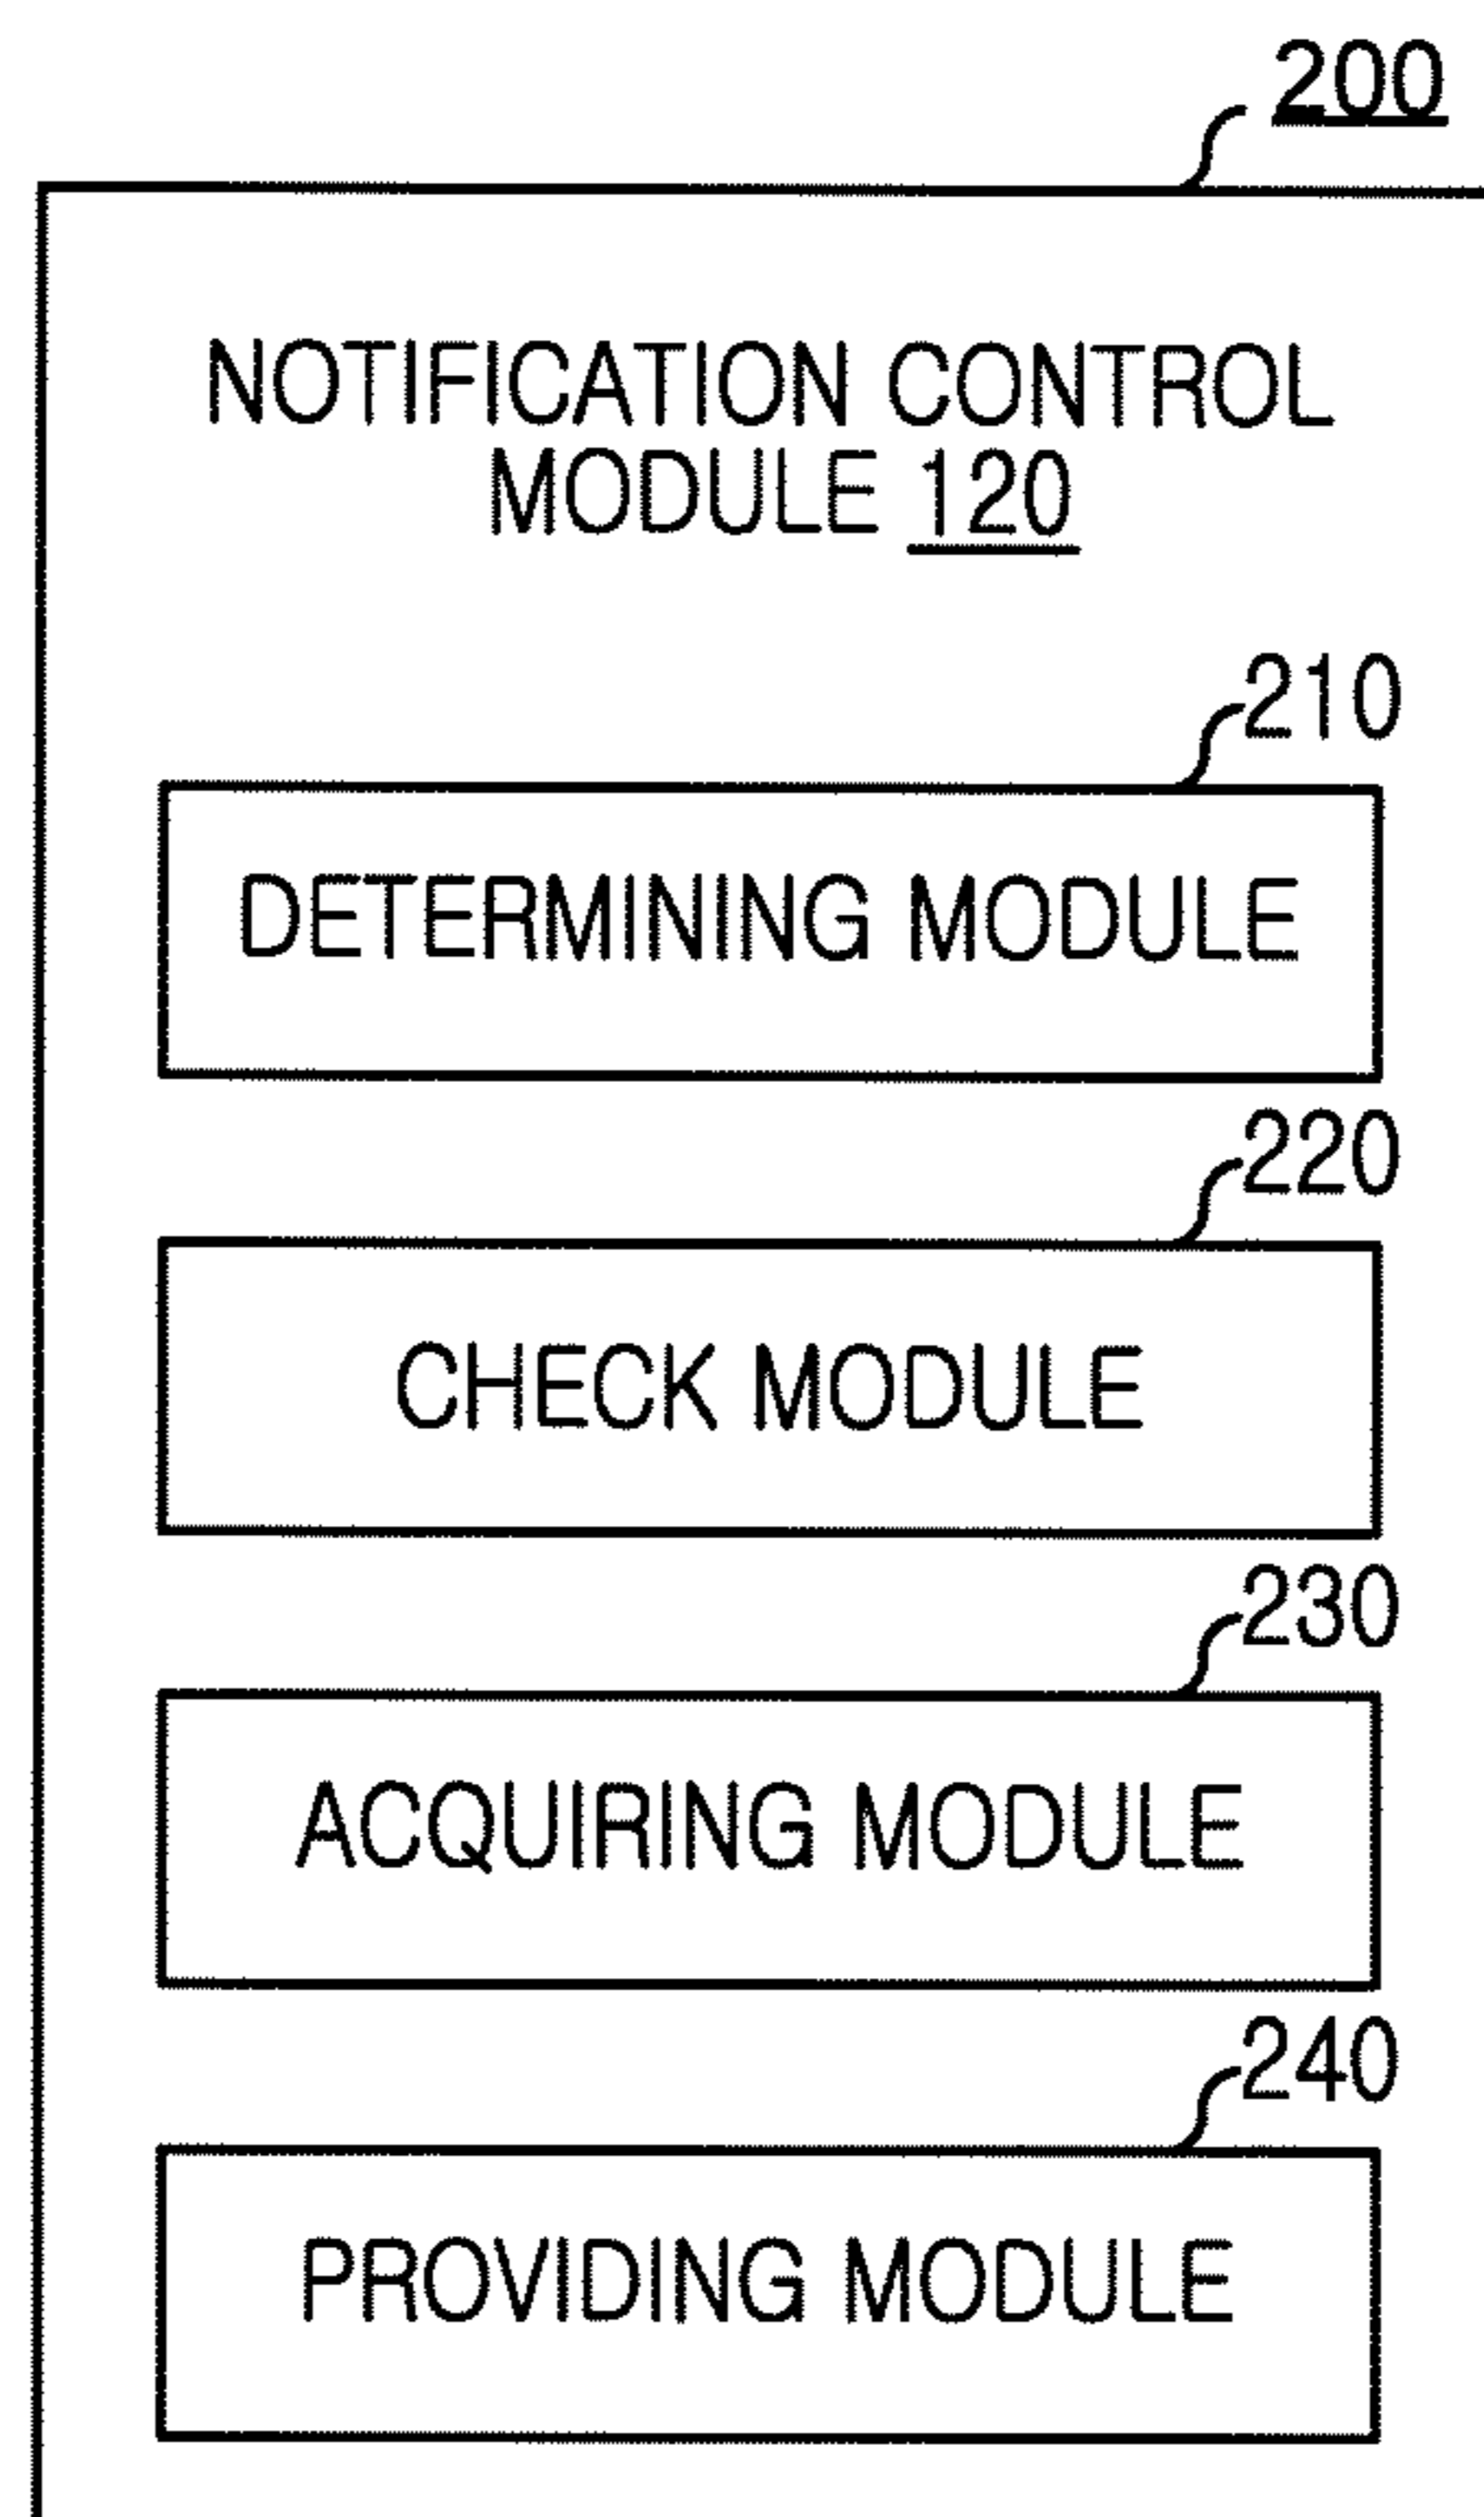 200
NOTIFICATION CONTROL
MODULE 120
210
DETERMINING MODULE
220
CHECK MODULE
230
ACQUIRING MODULE
240
PROVIDING MODULE